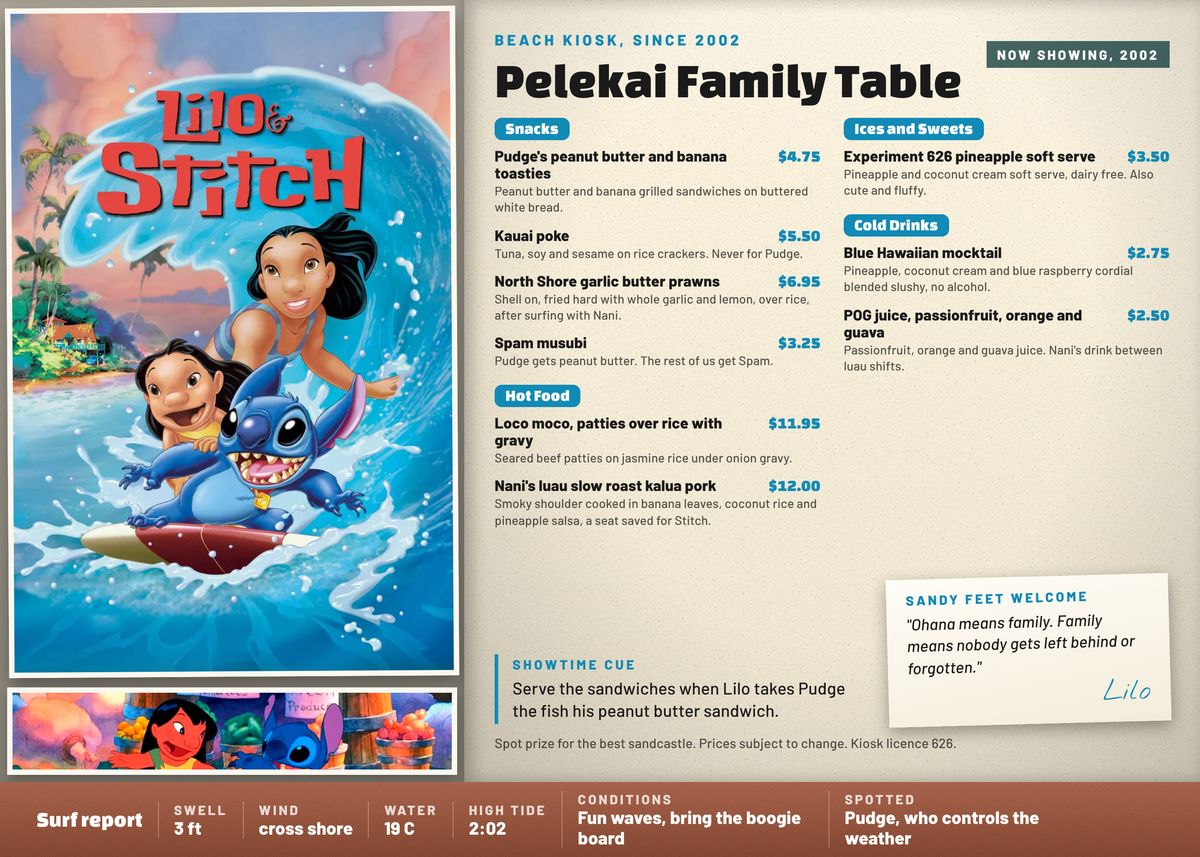 Lilo &
Stitch
BEACH KIOSK, SINCE 2002
NOW SHOWING, 2002
Pelekai Family Table
Snacks
Pudge's peanut butter and banana $4.75
toasties
Peanut butter and banana grilled sandwiches on buttered
white bread.
Kauai poke $5.50
Tuna, soy and sesame on rice crackers. Never for Pudge.
North Shore garlic butter prawns $6.95
Shell on, fried hard with whole garlic and lemon, over rice,
after surfing with Nani.
Spam musubi $3.25
Pudge gets peanut butter. The rest of us get Spam.
Hot Food
Loco moco, patties over rice with $11.95
gravy
Seared beef patties on jasmine rice under onion gravy.
Nani's luau slow roast kalua pork $12.00
Smoky shoulder cooked in banana leaves, coconut rice and
pineapple salsa, a seat saved for Stitch.
Ices and Sweets
Experiment 626 pineapple soft serve $3.50
Pineapple and coconut cream soft serve, dairy free. Also
cute and fluffy.
Cold Drinks
Blue Hawaiian mocktail $2.75
Pineapple, coconut cream and blue raspberry cordial
blended slushy, no alcohol.
POG juice, passionfruit, orange and $2.50
guava
Passionfruit, orange and guava juice. Nani's drink between
luau shifts.
SHOWTIME CUE
Serve the sandwiches when Lilo takes Pudge
the fish his peanut butter sandwich.
SANDY FEET WELCOME
"Ohana means family. Family
means nobody gets left behind or
forgotten."
Lilo
Spot prize for the best sandcastle. Prices subject to change. Kiosk licence 626.
Surf report
SWELL
3 ft
WIND
cross shore
WATER
19 C
HIGH TIDE
2:02
CONDITIONS
Fun waves, bring the boogie
board
SPOTTED
Pudge, who controls the
weather